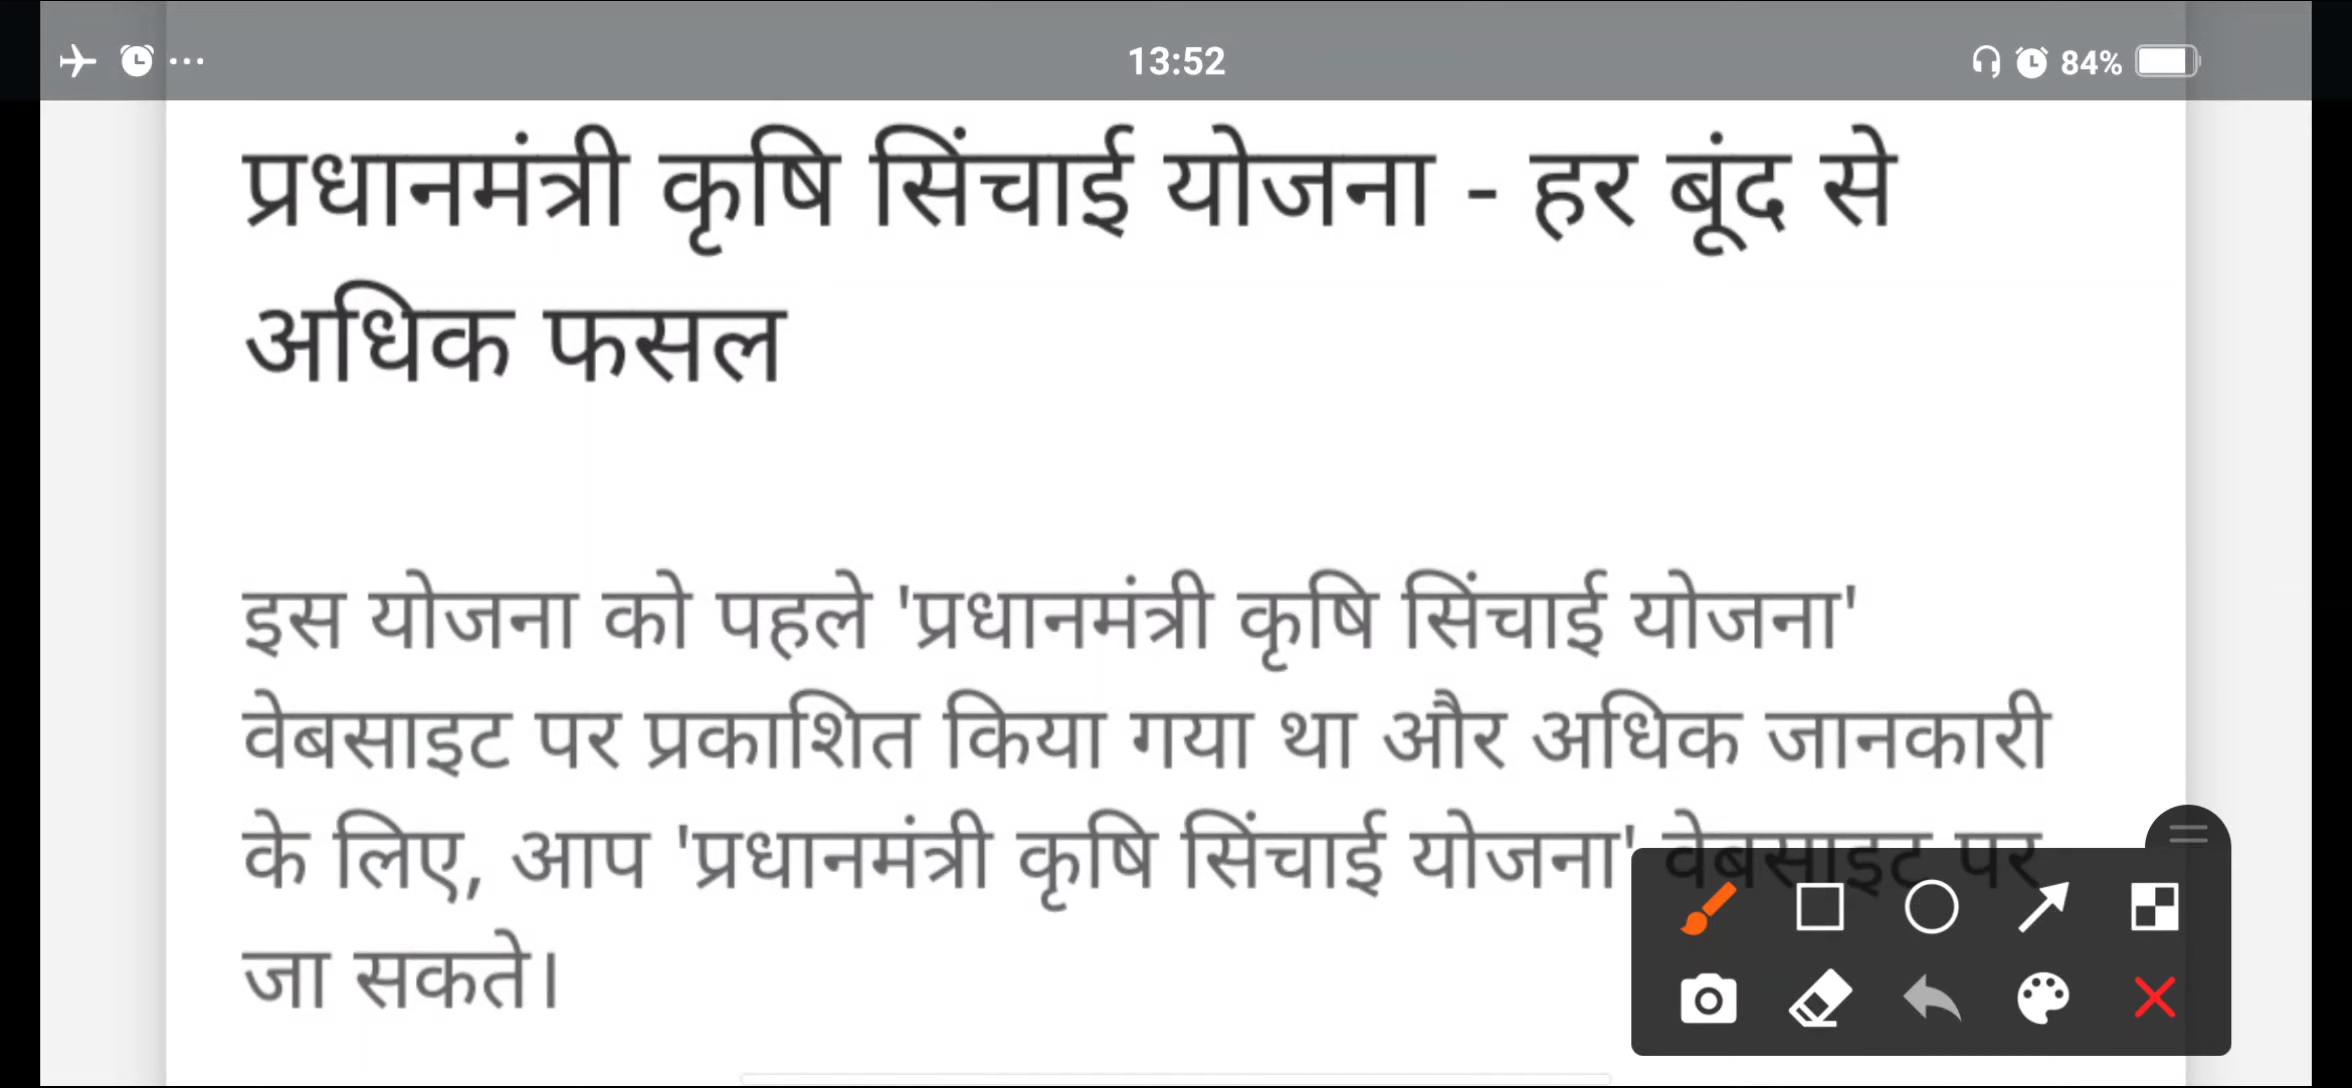 13:52
84%
प्रधानमंत्री कृषि सिंचाई योजना - हर बूंद से
अधिक फसल
इस योजना को पहले 'प्रधानमंत्री कृषि सिंचाई योजना'
वेबसाइट पर प्रकाशित किया गया था और अधिक जानकारी
के लिए, आप 'प्रधानमंत्री कृषि सिंचाई योजना' वेबसाइट पर
जा सकते।